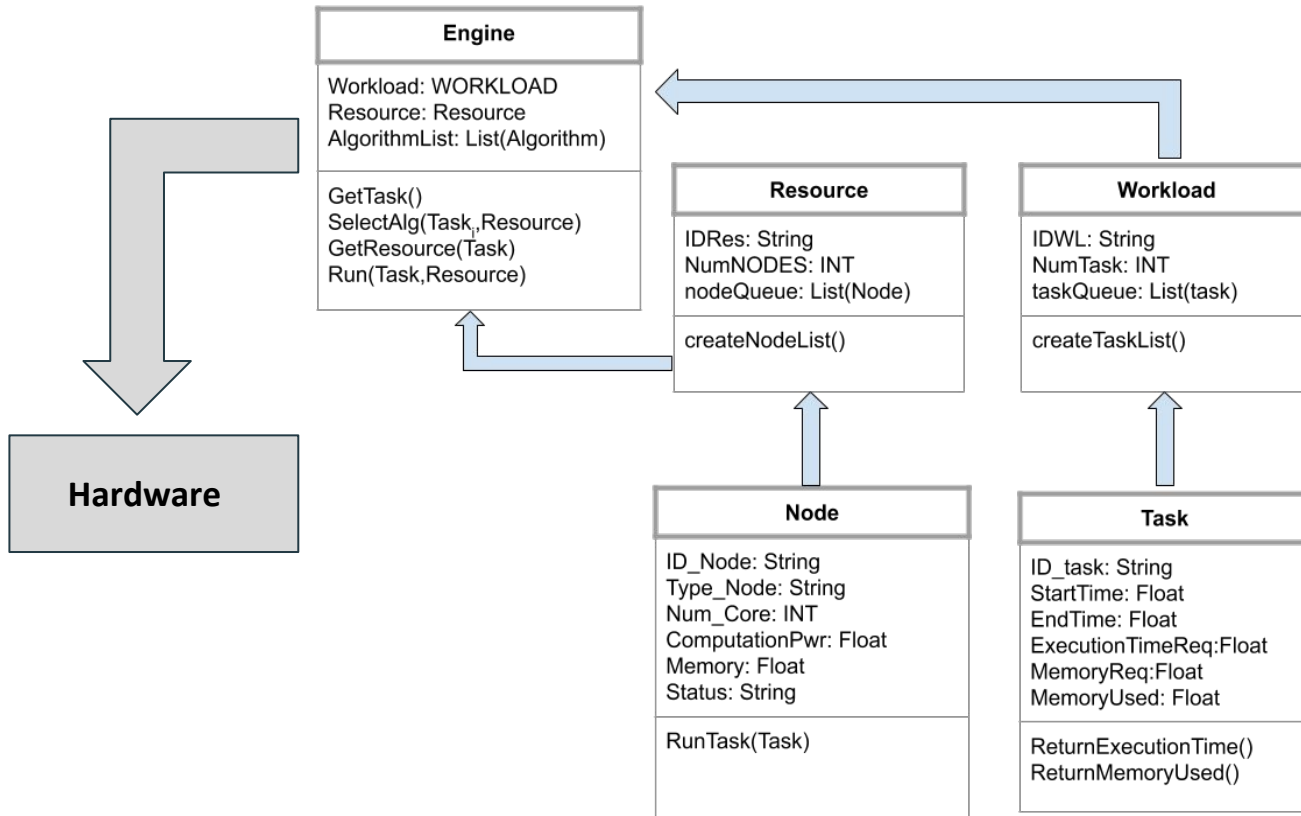 Engine
Workload: WORKLOAD
Resource: Resource
AlgorithmList: List(Algorithm)
GetTask()
SelectAlg(Taskᵢ,Resource)
GetResource(Task)
Run(Task,Resource)
Resource
IDRes: String
NumNODES: INT
nodeQueue: List(Node)
createNodeList()
Workload
IDWL: String
NumTask: INT
taskQueue: List(task)
createTaskList()
Hardware
Node
ID_Node: String
Type_Node: String
Num_Core: INT
ComputationPwr: Float
Memory: Float
Status: String
RunTask(Task)
Task
ID_task: String
StartTime: Float
EndTime: Float
ExecutionTimeReq:Float
MemoryReq:Float
MemoryUsed: Float
ReturnExecutionTime()
ReturnMemoryUsed()